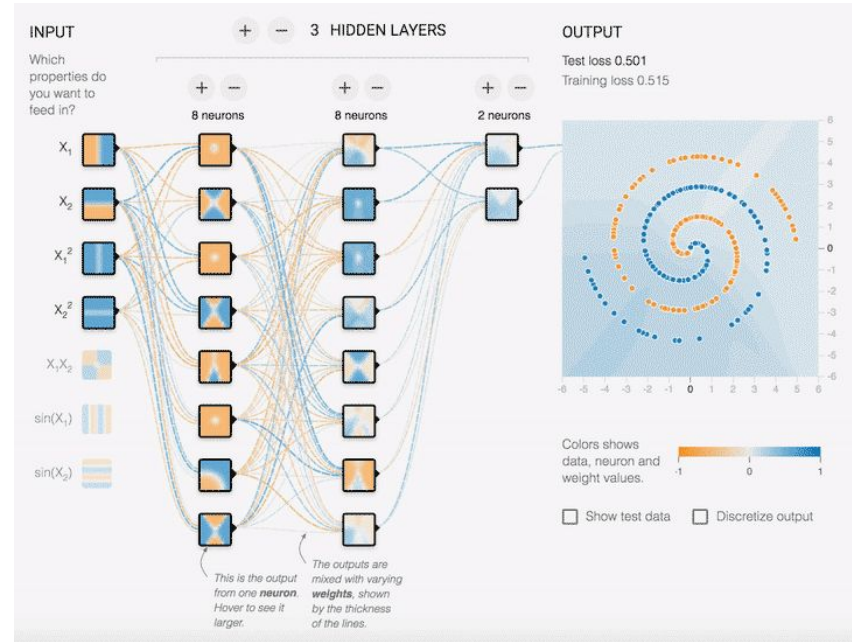 INPUT
Which
properties do
you want to
feed in?
X1
X2
X1²
X2²
X1X2
sin(X1)
sin(X2)
+ − 3 HIDDEN LAYERS
+ −
8 neurons
+ −
8 neurons
+ −
2 neurons
This is the output
from one neuron.
Hover to see it
larger.
The outputs are
mixed with varying
weights, shown
by the thickness
of the lines.
OUTPUT
Test loss 0.501
Training loss 0.515
6
5
4
3
2
1
0
-1
-2
-3
-4
-5
-6
-6 -5 -4 -3 -2 -1 0 1 2 3 4 5 6
Colors shows
data, neuron and
weight values.
-1 0 1
Show test data
Discretize output